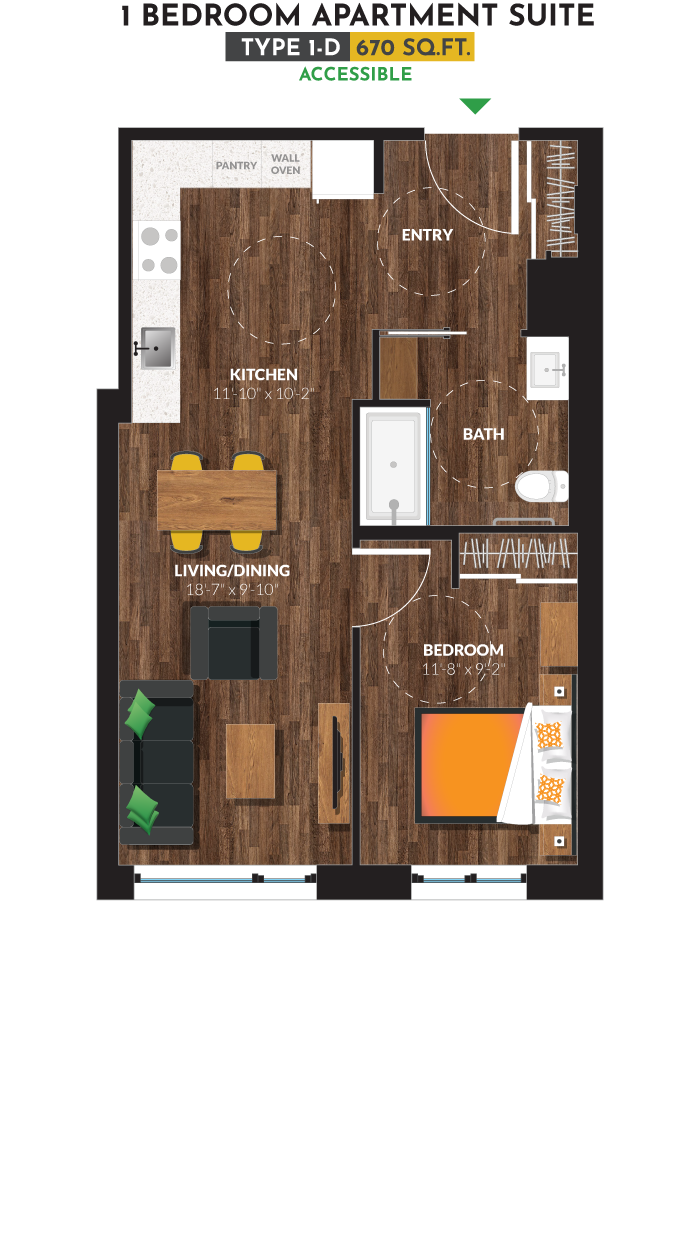 1 BEDROOM APARTMENT SUITE
TYPE 1-D 670 SQ.FT.
ACCESSIBLE
PANTRY
WALL
OVEN
ENTRY
KITCHEN
11'-10" x 10'-2"
BATH
LIVING/DINING
18'-7" x 9'-10"
BEDROOM
11'-8" x 9'-2"